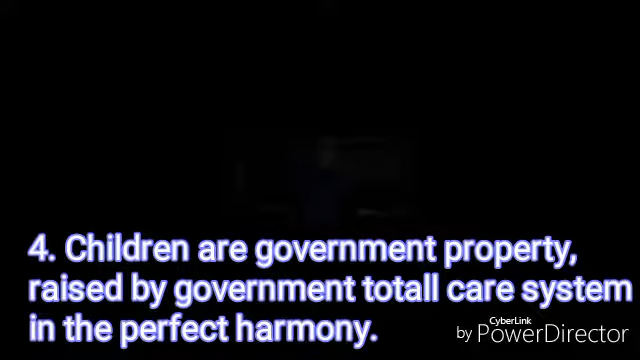 4. Children are government property,
raised by government totall care system
in the perfect harmony.
CyberLink
by PowerDirector